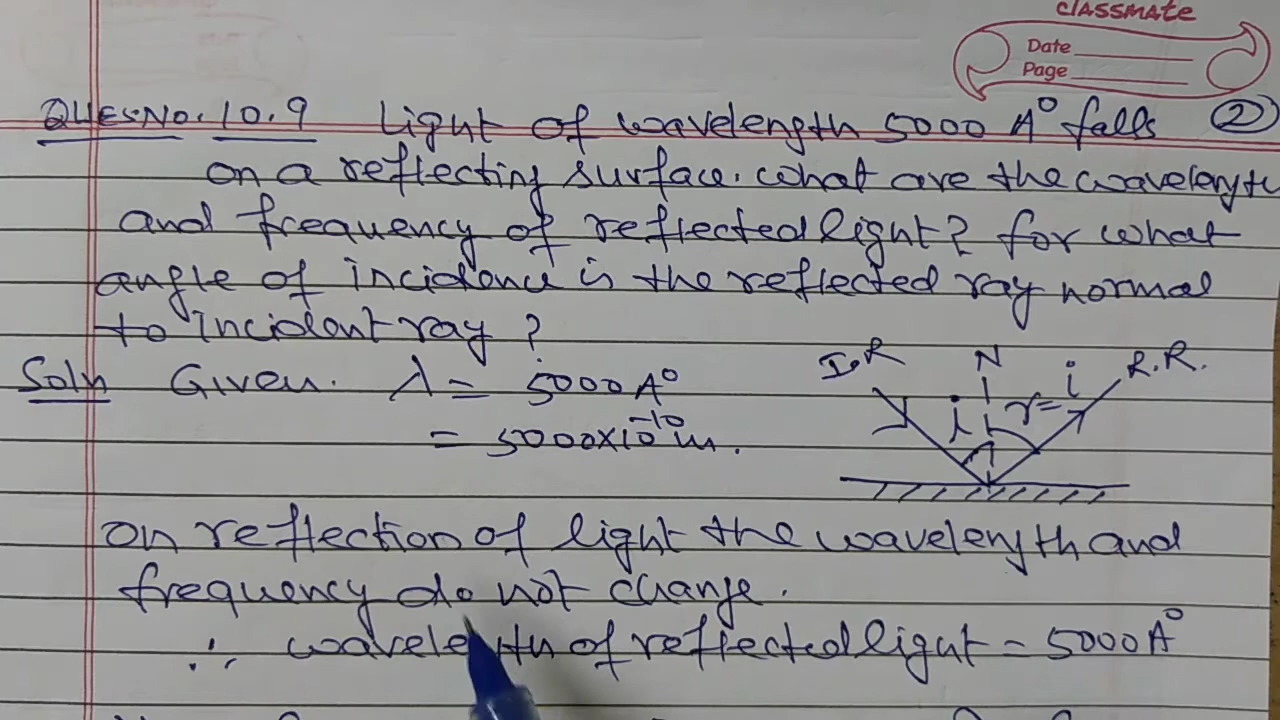 classmate
Date
Page
QUES.NO. 10.9 Light of wavelength 5000 A° falls ②
on a reflecting surface. What are the wavelength
and frequency of reflected light? for what
angle of incidence is the reflected ray normal
to incident ray?
Soln Given. λ = 5000 A°
= 5000×10⁻¹⁰ m.
I.R N R.R.
i r=i
On reflection of light the wavelength and
frequency do not change.
∴ wavelength of reflected light = 5000 A°